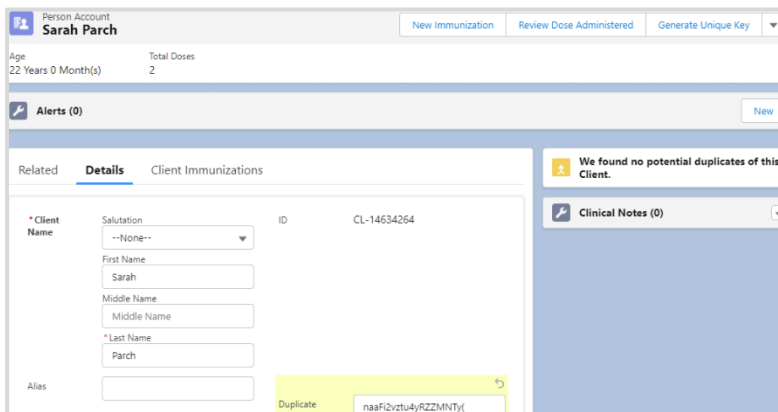 Person Account
Sarah Parch
New Immunization
Review Dose Administered
Generate Unique Key
Age
Total Doses
22 Years 0 Month(s)
2
Alerts (0)
New
Related
Details
Client Immunizations
We found no potential duplicates of this
Client.
Clinical Notes (0)
*Client
Name
Salutation
--None--
ID
CL-14634264
First Name
Sarah
Middle Name
Middle Name
*Last Name
Parch
Alias
Duplicate
naaFi2vztu4yRZZMNTy(